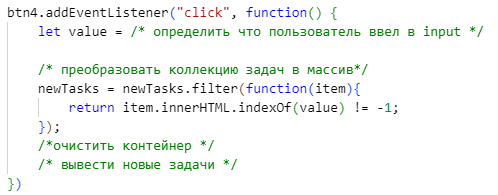 btn4.addEventListener("click", function() {
    let value = /* определить что пользователь ввел в input */

    /* преобразовать коллекцию задач в массив*/
    newTasks = newTasks.filter(function(item){
        return item.innerHTML.indexOf(value) != -1;
    });
    /*очистить контейнер */
    /* вывести новые задачи */
})